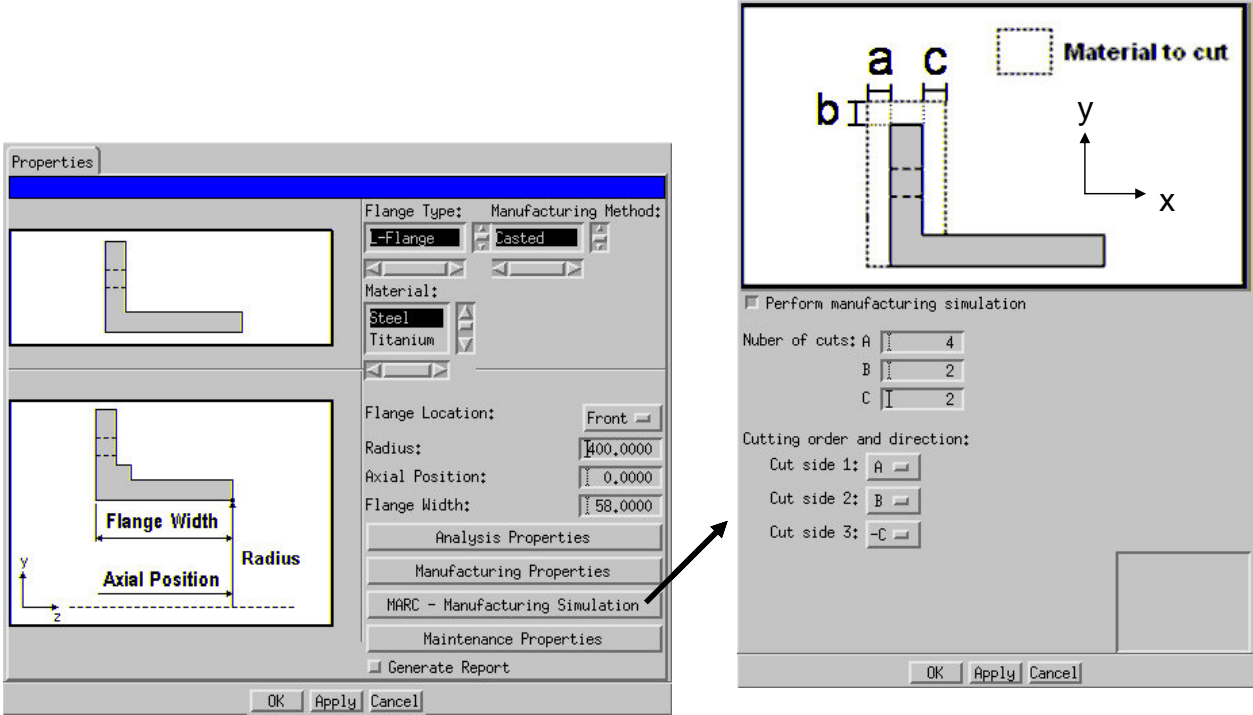 Properties
Flange Type:
Manufacturing Method:
L-Flange
Casted
Material:
Steel
Titanium
Flange Location:
Front
Radius:
400.0000
Axial Position:
0.0000
Flange Width:
58.0000
Analysis Properties
Manufacturing Properties
MARC - Manufacturing Simulation
Maintenance Properties
Generate Report
Flange Width
Radius
Axial Position
y
z
OK
Apply
Cancel
a
c
b
Material to cut
y
x
Perform manufacturing simulation
Nuber of cuts: A 4
B 2
C 2
Cutting order and direction:
Cut side 1: A
Cut side 2: B
Cut side 3: -C
OK
Apply
Cancel